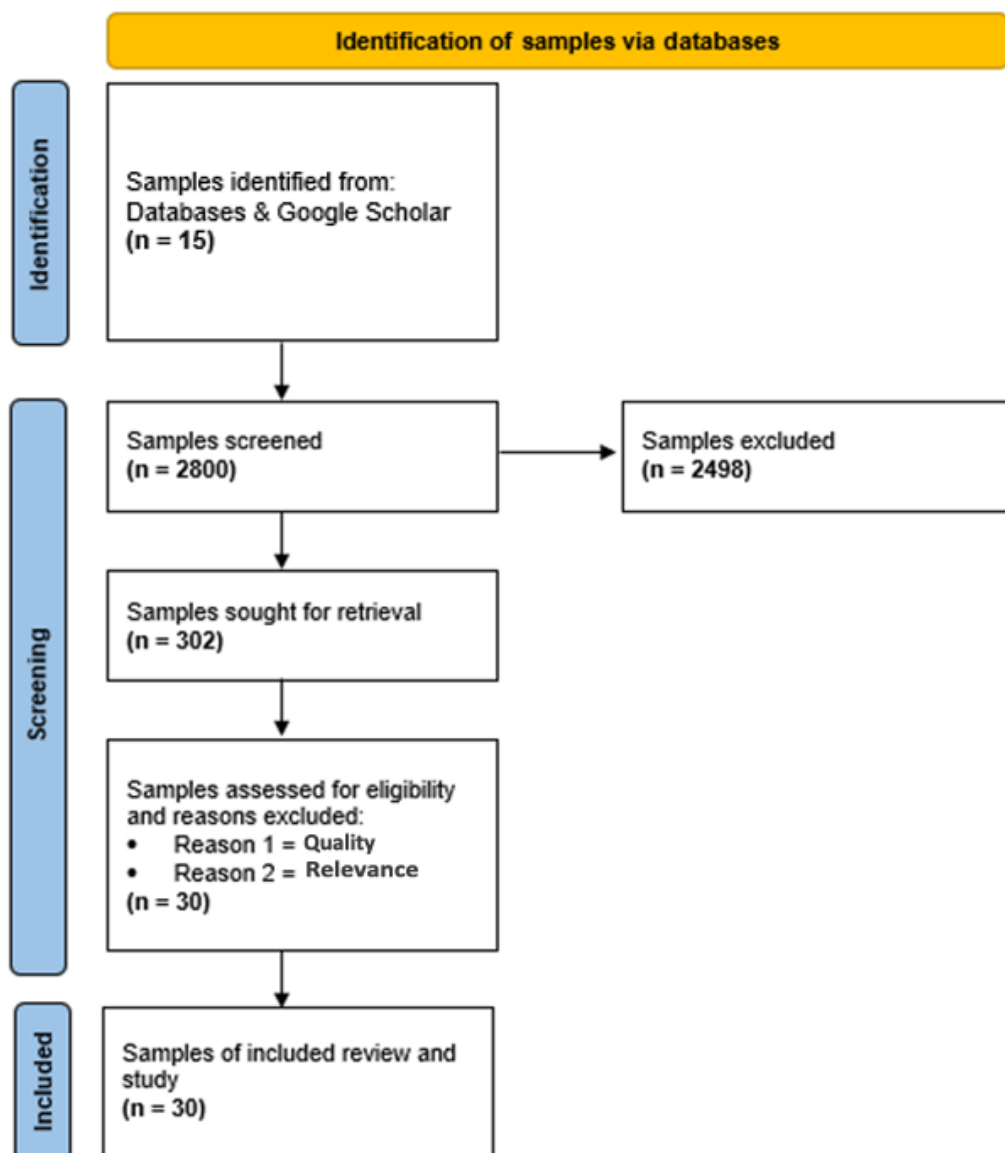 Identification of samples via databases
Identification
Samples identified from:
Databases & Google Scholar
(n = 15)
Screening
Samples screened
(n = 2800)
Samples excluded
(n = 2498)
Samples sought for retrieval
(n = 302)
Samples assessed for eligibility
and reasons excluded:
• Reason 1 = Quality
• Reason 2 = Relevance
(n = 30)
Included
Samples of included review and
study
(n = 30)